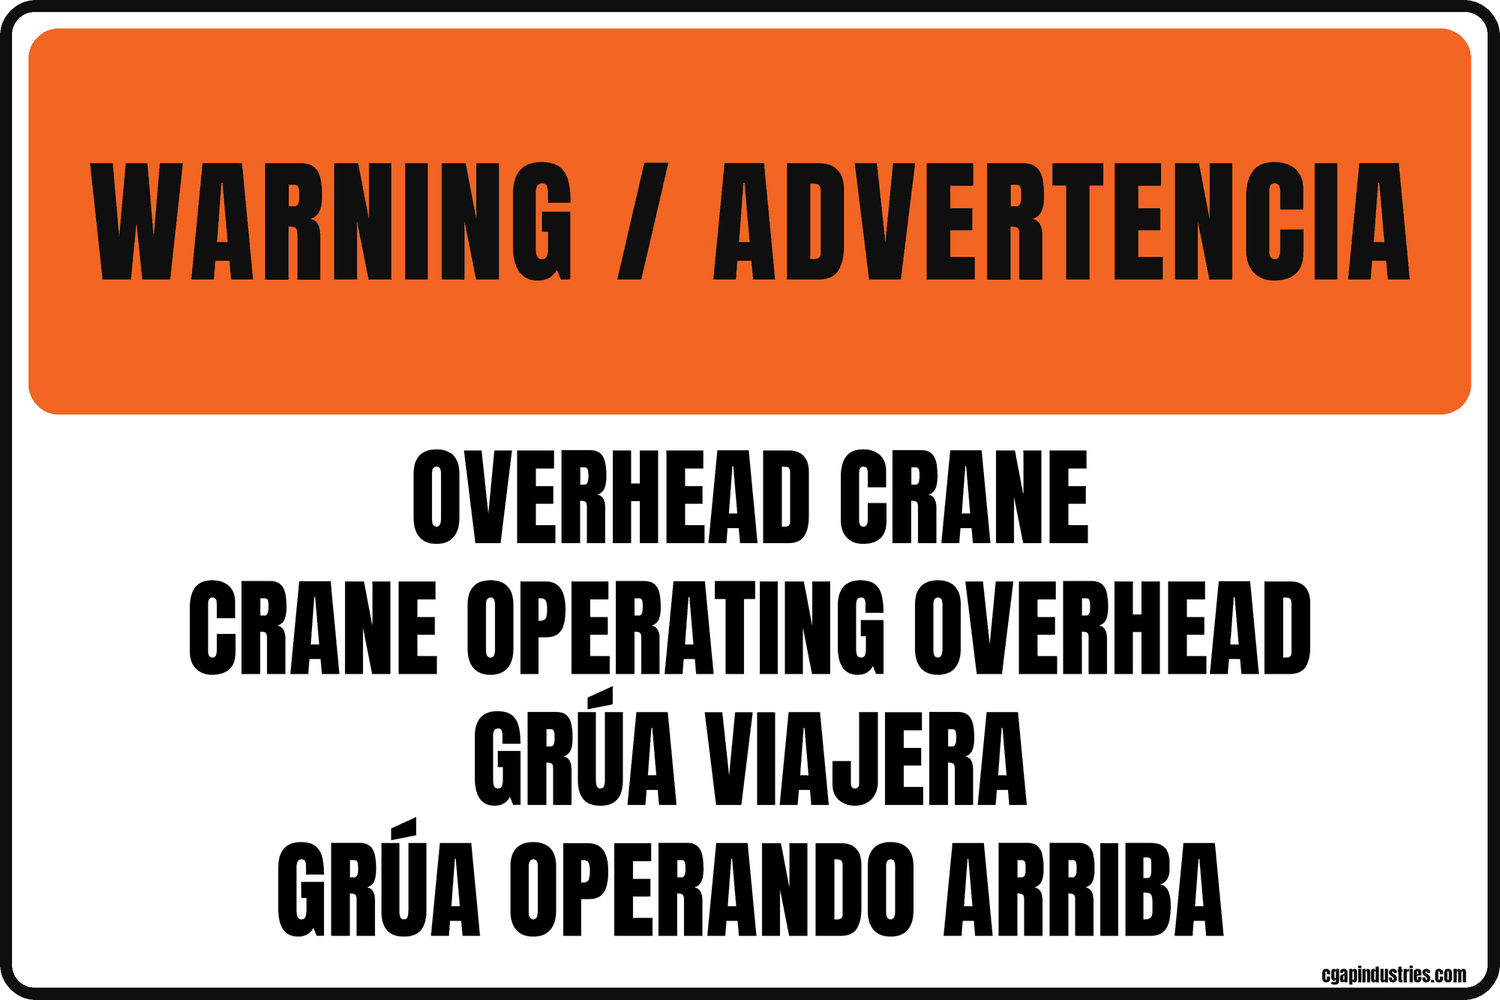 WARNING / ADVERTENCIA
OVERHEAD CRANE
CRANE OPERATING OVERHEAD
GRÚA VIAJERA
GRÚA OPERANDO ARRIBA
cgapindustries.com